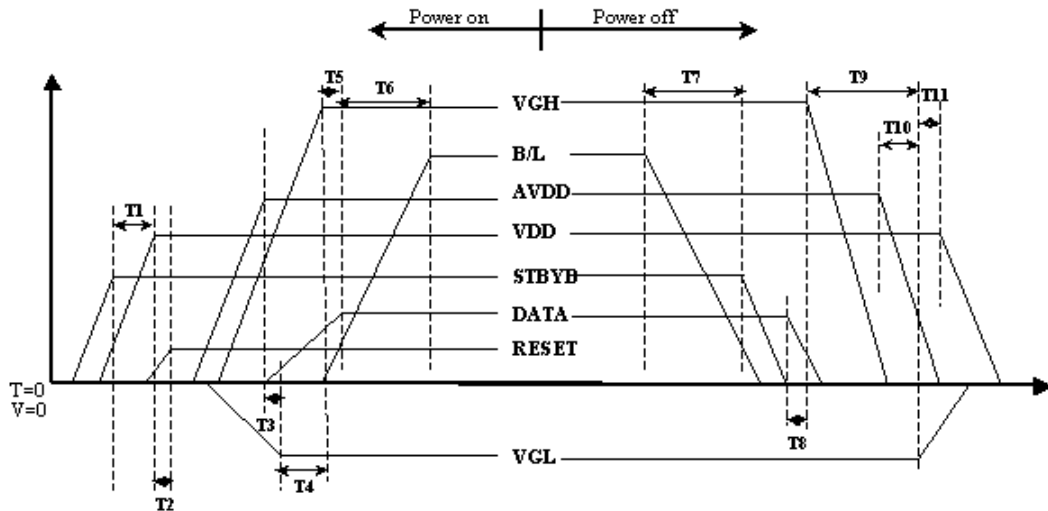 Power on
Power off
T5
T6
T7
T9
T11
VGH
T10
B/L
AVDD
T1
VDD
STBYB
DATA
RESET
T=0
V=0
T3
T8
VGL
T4
T2